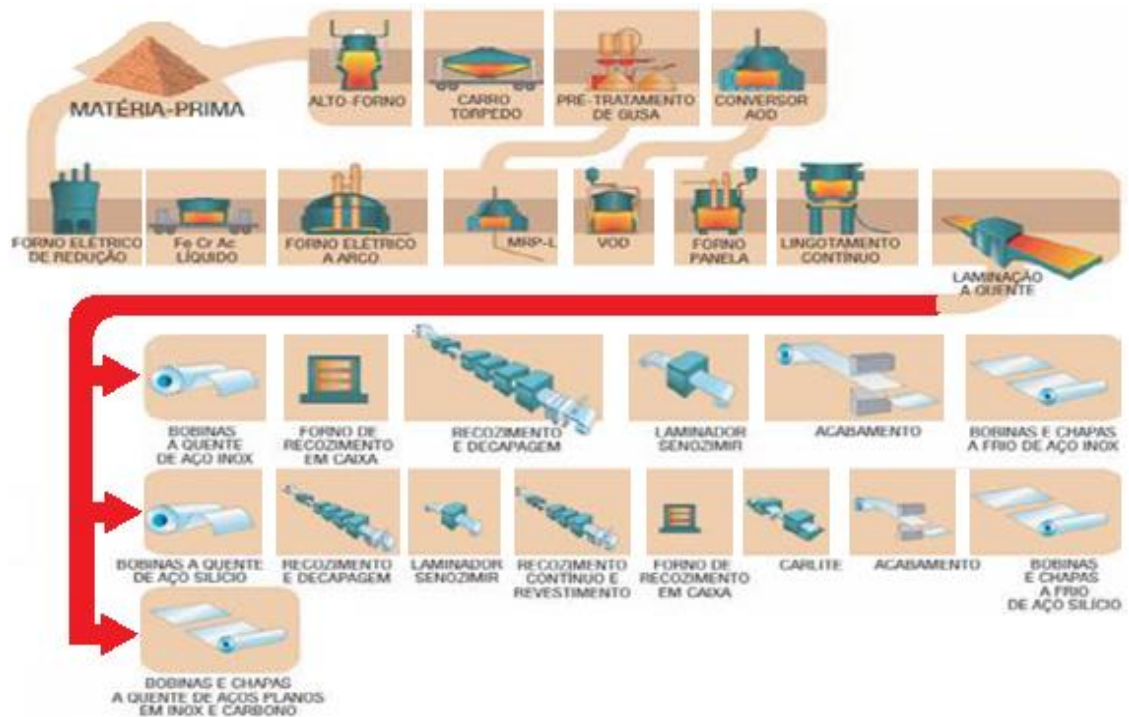 MATÉRIA-PRIMA
ALTO-FORNO
CARRO
TORPEDO
PRÉ-TRATAMENTO
DE GUSA
CONVERSOR
AOD
FORNO ELÉTRICO
DE REDUÇÃO
Fe Cr Ac
LÍQUIDO
FORNO ELÉTRICO
A ARCO
MRP-L
VOD
FORNO
PANELA
LINGOTAMENTO
CONTÍNUO
LAMINAÇÃO
A QUENTE
BOBINAS
A QUENTE
DE AÇO INOX
FORNO DE
RECOZIMENTO
EM CAIXA
RECOZIMENTO
E DECAPAGEM
LAMINADOR
SENOZIMIR
ACABAMENTO
BOBINAS E CHAPAS
A FRIO DE AÇO INOX
BOBINAS A QUENTE
DE AÇO SILÍCIO
RECOZIMENTO
E DECAPAGEM
LAMINADOR
SENOZIMIR
RECOZIMENTO
CONTÍNUO E
REVESTIMENTO
FORNO DE
RECOZIMENTO
EM CAIXA
CARLITE
ACABAMENTO
BOBINAS
E CHAPAS
A FRIO
DE AÇO SILÍCIO
BOBINAS E CHAPAS
A QUENTE DE AÇOS PLANOS
EM INOX E CARBONO